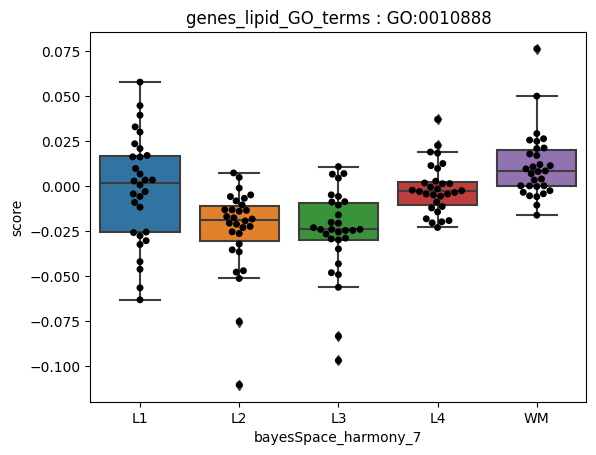 genes_lipid_GO_terms : GO:0010888
0.075
0.050
0.025
0.000
−0.025
−0.050
−0.075
−0.100
score
L1 L2 L3 L4 WM
bayesSpace_harmony_7